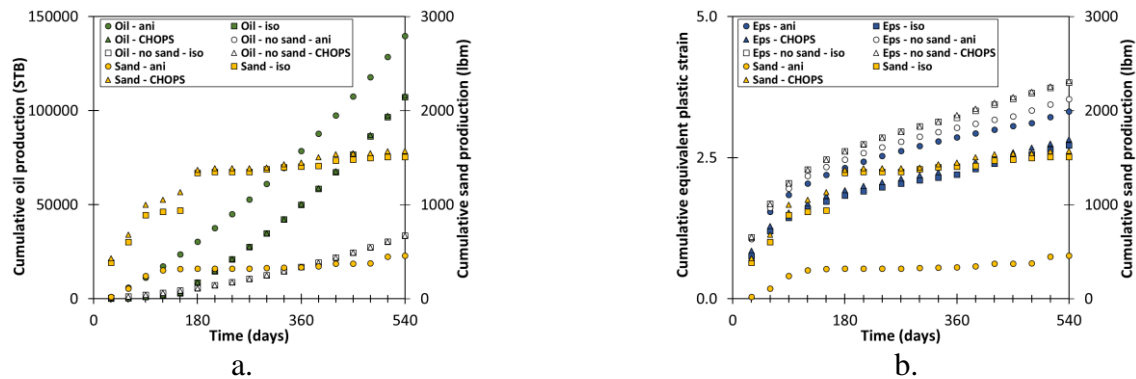 150000
100000
50000
0
Cumulative oil production (STB)
Oil - ani
Oil - iso
Oil - CHOPS
Oil - no sand - ani
Oil - no sand - iso
Oil - no sand - CHOPS
Sand - ani
Sand - iso
Sand - CHOPS
3000
2000
1000
0
Cumulative sand prodiuction (lbm)
0
180
360
540
Time (days)
a.
5.0
2.5
0.0
Cumulative equivalent plastic strain
Eps - ani
Eps - iso
Eps - CHOPS
Eps - no sand - ani
Eps - no sand - iso
Eps - no sand - CHOPS
Sand - ani
Sand - iso
Sand - CHOPS
3000
2000
1000
0
Cumulative sand prodiuction (lbm)
0
180
360
540
Time (days)
b.